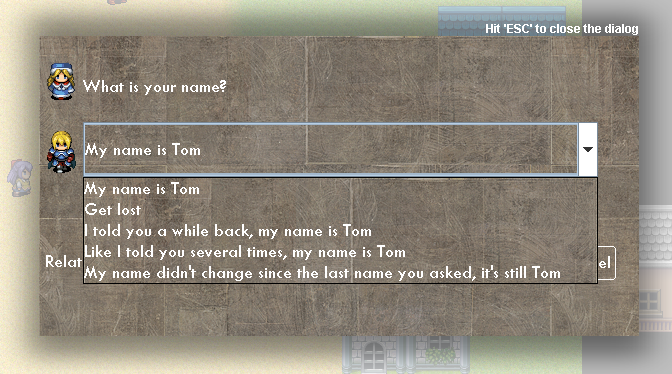 Hit 'ESC' to close the dialog
What is your name?
My name is Tom
My name is Tom
Get lost
I told you a while back, my name is Tom
Like I told you several times, my name is Tom
My name didn't change since the last name you asked, it's still Tom
Relat
el